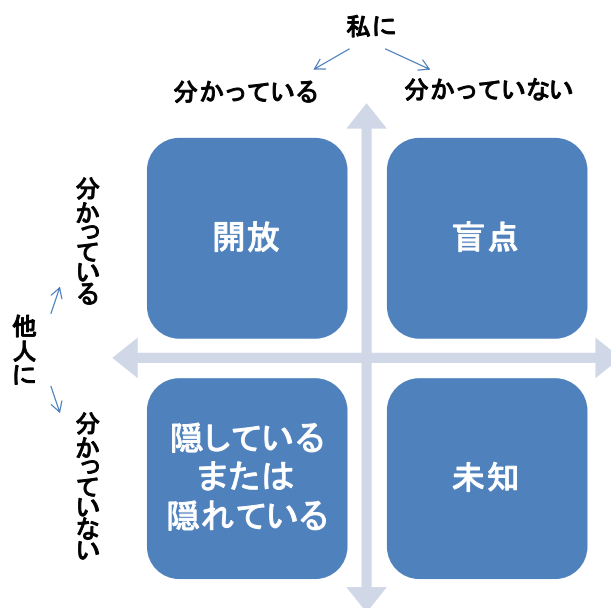 私に
分かっている
分かっていない
他人に
分かっている
開放
盲点
分かっていない
隠している
または
隠れている
未知